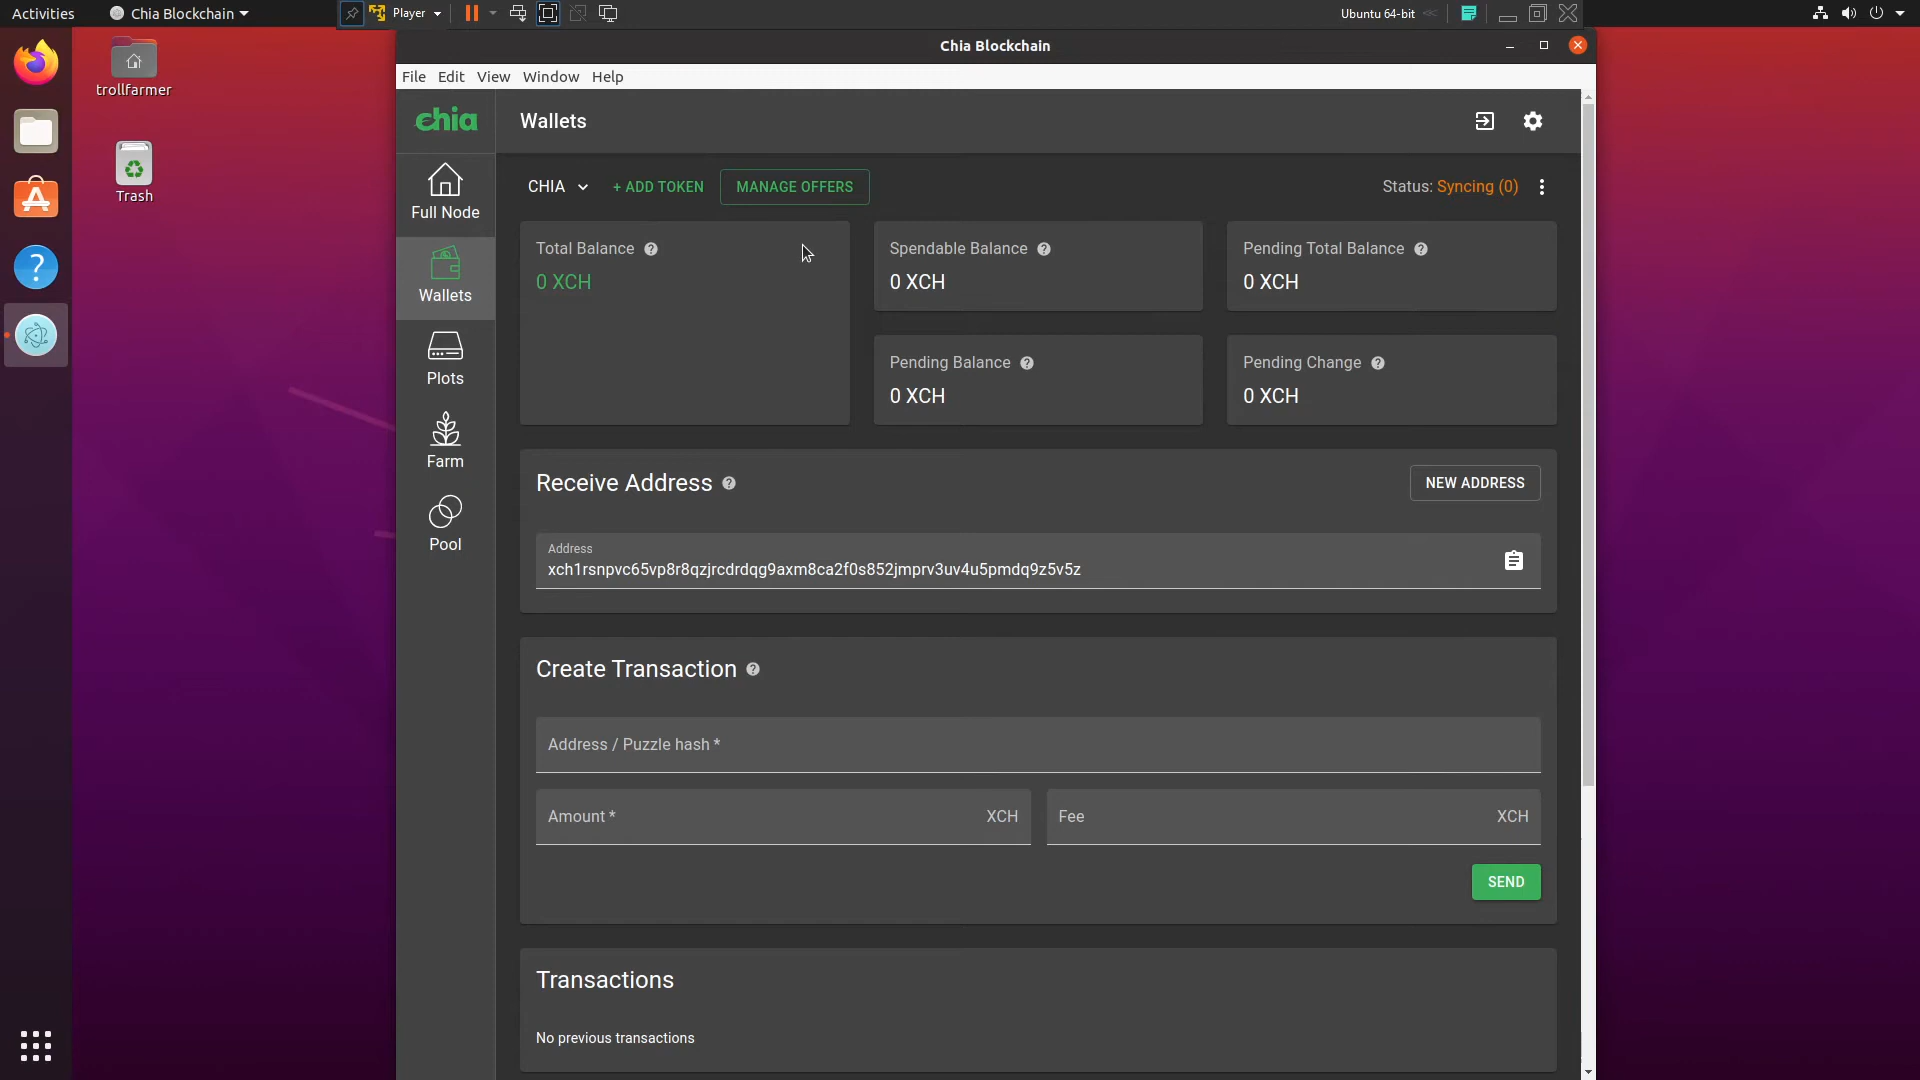 Activities
Chia Blockchain
Player
Ubuntu 64-bit
trollfarmer
Trash
Chia Blockchain
File Edit View Window Help
chia
Wallets
Full Node
Wallets
Plots
Farm
Pool
CHIA
+ ADD TOKEN
MANAGE OFFERS
Status: Syncing (0)
Total Balance
0 XCH
Spendable Balance
0 XCH
Pending Total Balance
0 XCH
Pending Balance
0 XCH
Pending Change
0 XCH
Receive Address
NEW ADDRESS
Address
xch1rsnpvc65vp8r8qzjrcdrdqg9axm8ca2f0s852jmprv3uv4u5pmdq9z5v5z
Create Transaction
Address / Puzzle hash *
Amount * XCH
Fee XCH
SEND
Transactions
No previous transactions